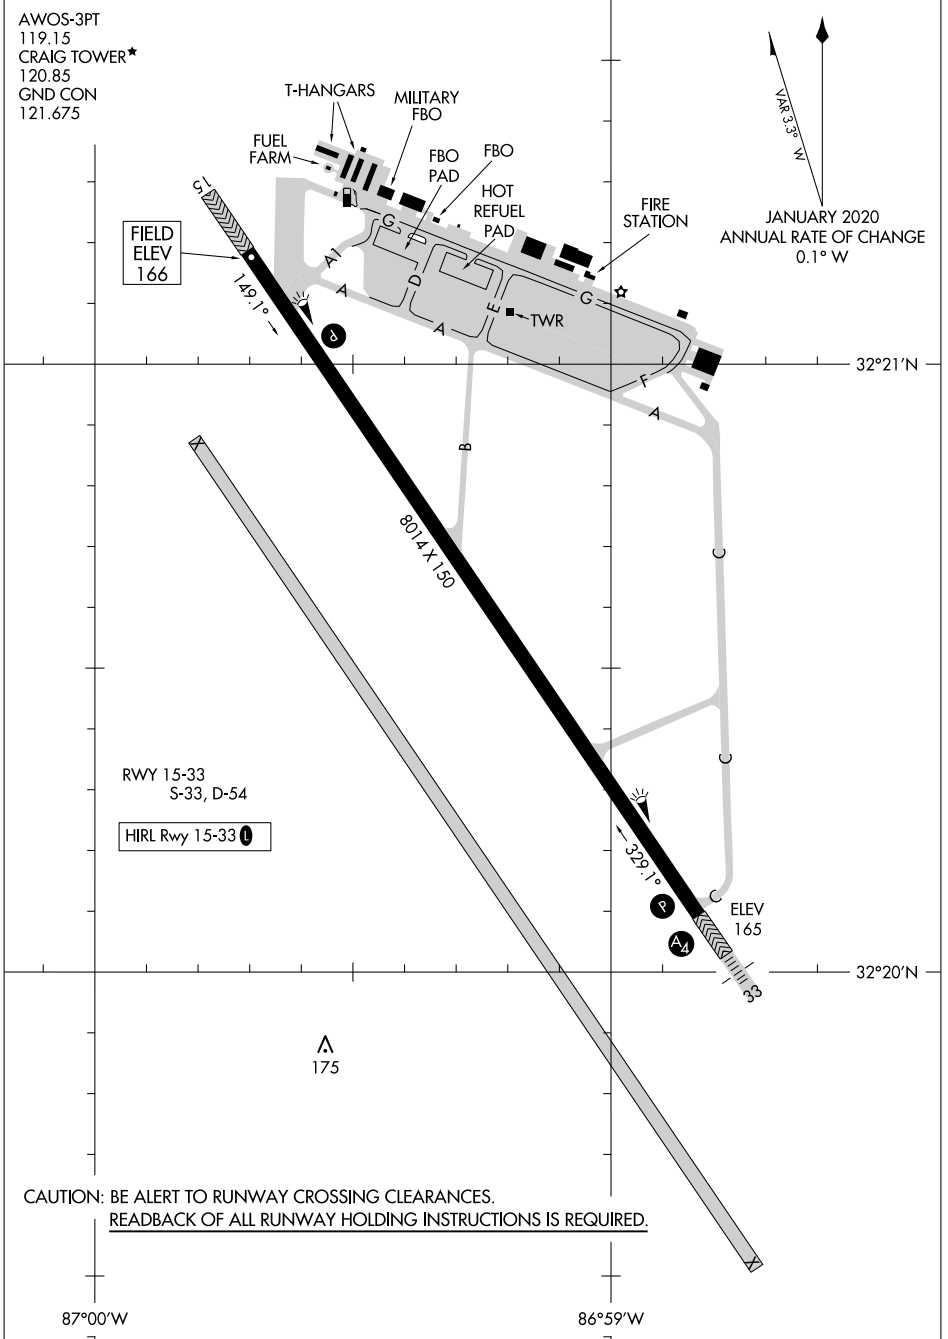 AWOS-3PT
119.15
CRAIG TOWER★
120.85
GND CON
121.675
T-HANGARS
MILITARY
FBO
FUEL
FARM
FBO
PAD
FBO
HOT
REFUEL
PAD
FIRE
STATION
VAR 3.3° W
JANUARY 2020
ANNUAL RATE OF CHANGE
0.1° W
15
FIELD
ELEV
166
149.1°
G
A1
A
D
E
G
A
TWR
P
F
A
32°21'N
X
B
8014 X 150
C
C
RWY 15-33
S-33, D-54
HIRL Rwy 15-33 L
329.1°
C
P
ELEV
165
A4
32°20'N
33
175
CAUTION: BE ALERT TO RUNWAY CROSSING CLEARANCES.
READBACK OF ALL RUNWAY HOLDING INSTRUCTIONS IS REQUIRED.
X
87°00'W
86°59'W